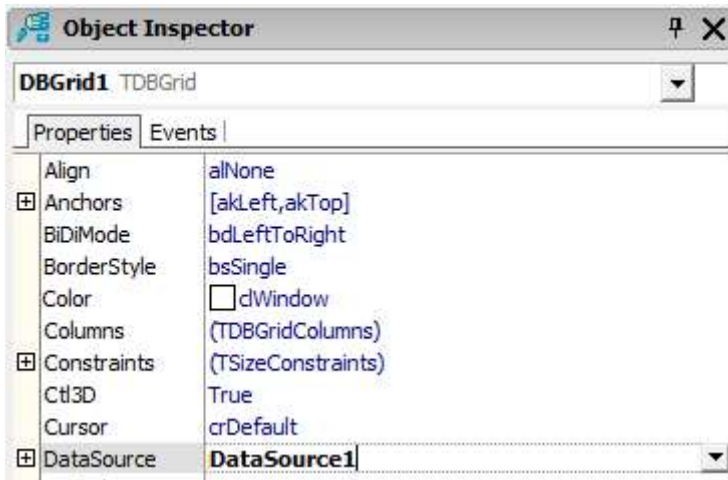 Object Inspector
DBGrid1 TDBGrid
Properties Events
Align alNone
Anchors [akLeft,akTop]
BiDiMode bdLeftToRight
BorderStyle bsSingle
Color clWindow
Columns (TDBGridColumns)
Constraints (TSizeConstraints)
Ctl3D True
Cursor crDefault
DataSource DataSource1